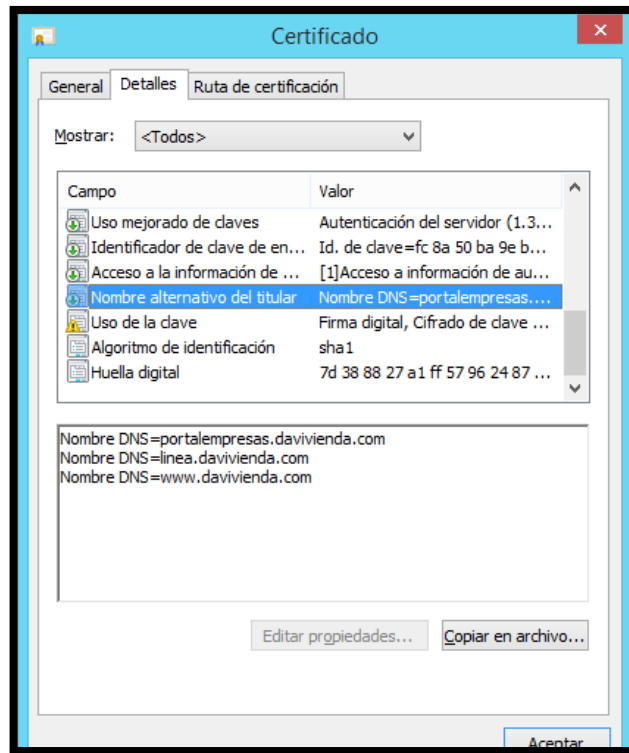 Certificado
General Detalles Ruta de certificación
Mostrar: <Todos>
Campo Valor
Uso mejorado de claves Autenticación del servidor (1.3...
Identificador de clave de en... Id. de clave=fc 8a 50 ba 9e b...
Acceso a la información de ... [1]Acceso a información de au...
Nombre alternativo del titular Nombre DNS=portalempresas....
Uso de la clave Firma digital, Cifrado de clave ...
Algoritmo de identificación sha1
Huella digital 7d 38 88 27 a1 ff 57 96 24 87 ...
Nombre DNS=portalempresas.davivienda.com
Nombre DNS=linea.davivienda.com
Nombre DNS=www.davivienda.com
Editar propiedades... Copiar en archivo...
Aceptar